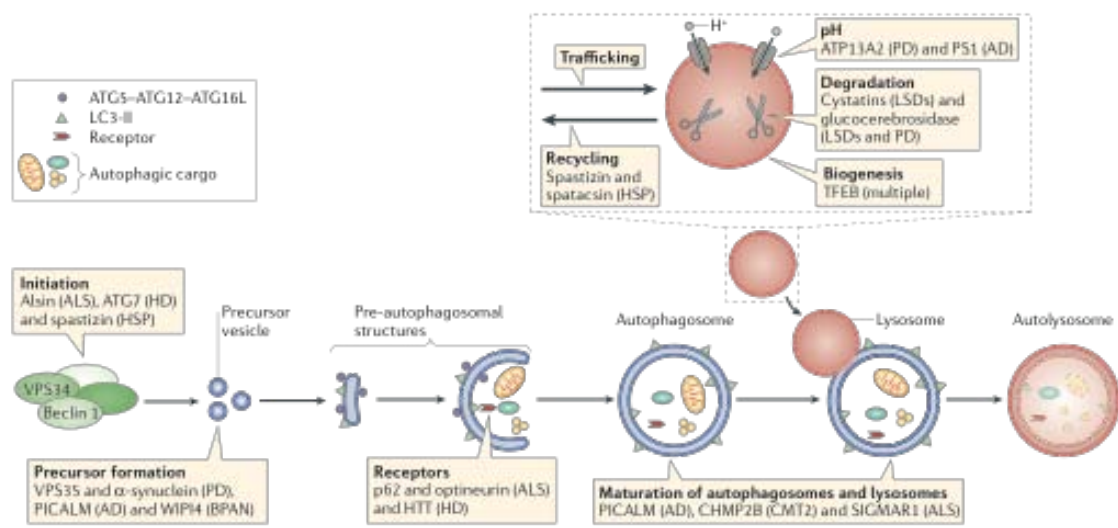 H⁺
pH
ATP13A2 (PD) and PS1 (AD)
Trafficking
Degradation
Cystatins (LSDs) and
glucocerebrosidase
(LSDs and PD)
Recycling
Spastizin and
spatacsin (HSP)
Biogenesis
TFEB (multiple)
ATG5–ATG12–ATG16L
LC3-II
Receptor
Autophagic cargo
Initiation
Alsin (ALS), ATG7 (HD)
and spastizin (HSP)
Precursor
vesicle
Pre-autophagosomal
structures
Autophagosome
Lysosome
Autolysosome
VPS34
Beclin 1
Precursor formation
VPS35 and α-synuclein (PD),
PICALM (AD) and WIPI4 (BPAN)
Receptors
p62 and optineurin (ALS)
and HTT (HD)
Maturation of autophagosomes and lysosomes
PICALM (AD), CHMP2B (CMT2) and SIGMAR1 (ALS)